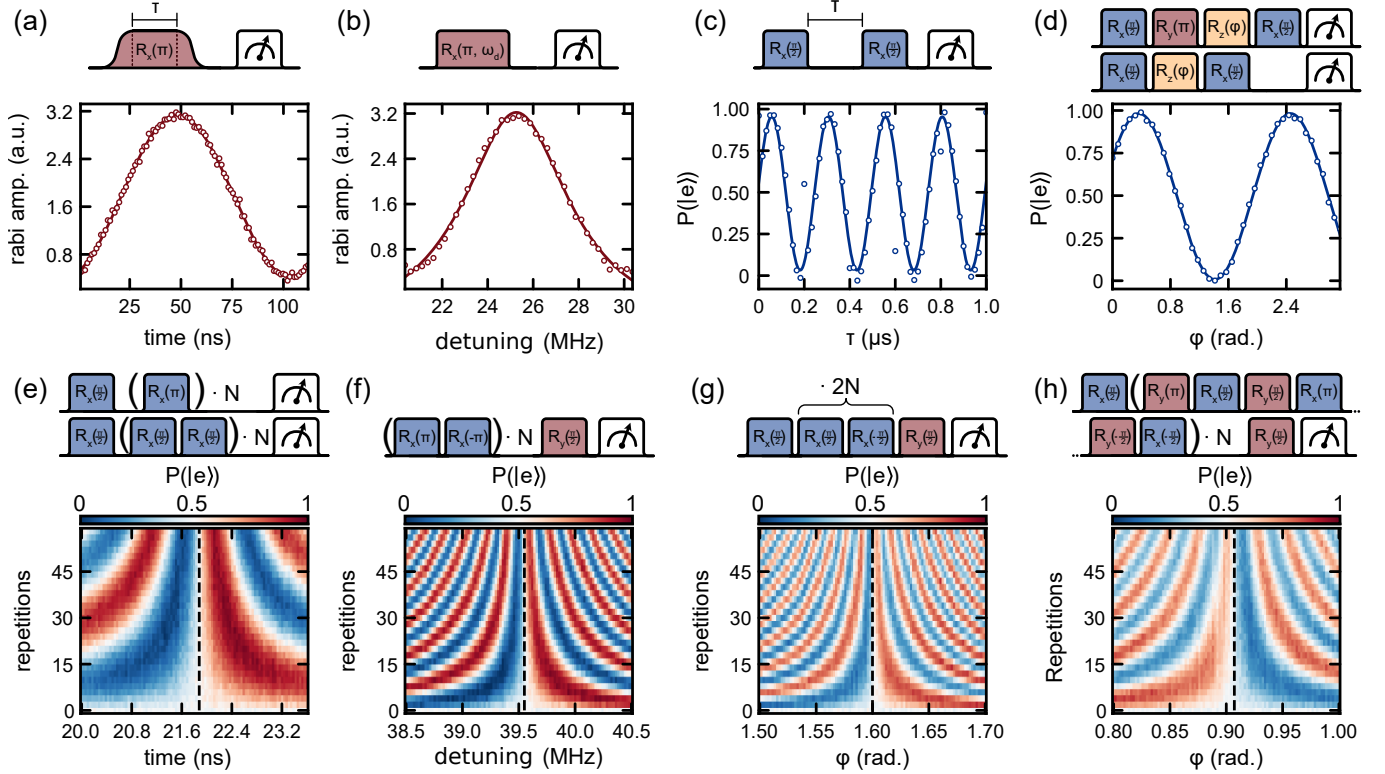 (a)
τ
Rx(π)
rabi amp. (a.u.)
3.2
2.4
1.6
0.8
25 50 75 100
time (ns)
(b)
Rx(π, ωd)
rabi amp. (a.u.)
3.2
2.4
1.6
0.8
22 24 26 28 30
detuning (MHz)
(c)
τ
Rx(π/2) Rx(π/2)
P(|e⟩)
1.00
0.75
0.50
0.25
0
0 0.2 0.4 0.6 0.8 1.0
τ (μs)
(d)
Rx(π/2) Ry(π) Rz(φ) Rx(π/2)
Rx(π/2) Rz(φ) Rx(π/2)
P(|e⟩)
1.00
0.75
0.50
0.25
0
0 0.8 1.6 2.4
φ (rad.)
(e)
Rx(π/2) ( Rx(π) ) · N
Rx(π/2) ( Rx(π/2) Rx(π/2) ) · N
P(|e⟩)
0 0.5 1
repetitions
45
30
15
0
20.0 20.8 21.6 22.4 23.2
time (ns)
(f)
( Rx(π) Rx(-π) ) · N Ry(π/2)
P(|e⟩)
0 0.5 1
repetitions
45
30
15
0
38.5 39.0 39.5 40.0 40.5
detuning (MHz)
(g)
· 2N
Rx(π/2) Rx(π/2) Rx(-π/2) Ry(π/2)
P(|e⟩)
0 0.5 1
repetitions
45
30
15
0
1.50 1.55 1.60 1.65 1.70
φ (rad.)
(h)
Rx(π/2) ( Ry(π) Rx(π/2) Ry(π/2) Rx(π) ...
... Ry(-π/2) Rx(-π/2) ) · N Ry(π/2)
P(|e⟩)
0 0.5 1
Repetitions
45
30
15
0
0.80 0.85 0.90 0.95 1.00
φ (rad.)